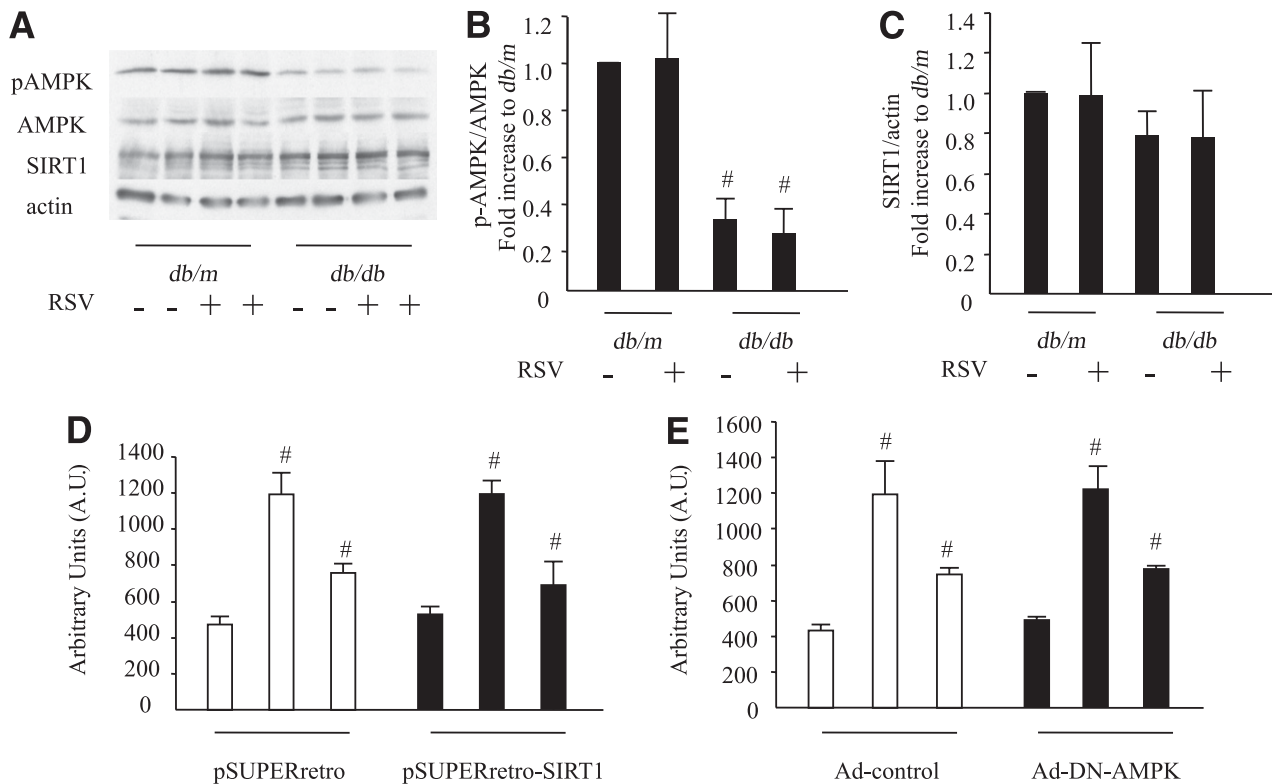 A
pAMPK
AMPK
SIRT1
actin
db/m db/db
RSV - - + + - - + +
B
p-AMPK/AMPK
Fold increase to db/m
1.2
1.0
0.8
0.6
0.4
0.2
0
# #
db/m db/db
RSV - + - +
C
SIRT1/actin
Fold increase to db/m
1.4
1.2
1.0
0.8
0.6
0.4
0.2
0
db/m db/db
RSV - + - +
D
Arbitrary Units (A.U.)
1400
1200
1000
800
600
400
200
0
# # # #
pSUPERretro pSUPERretro-SIRT1
E
Arbitrary Units (A.U.)
1600
1400
1200
1000
800
600
400
200
0
# # # #
Ad-control Ad-DN-AMPK